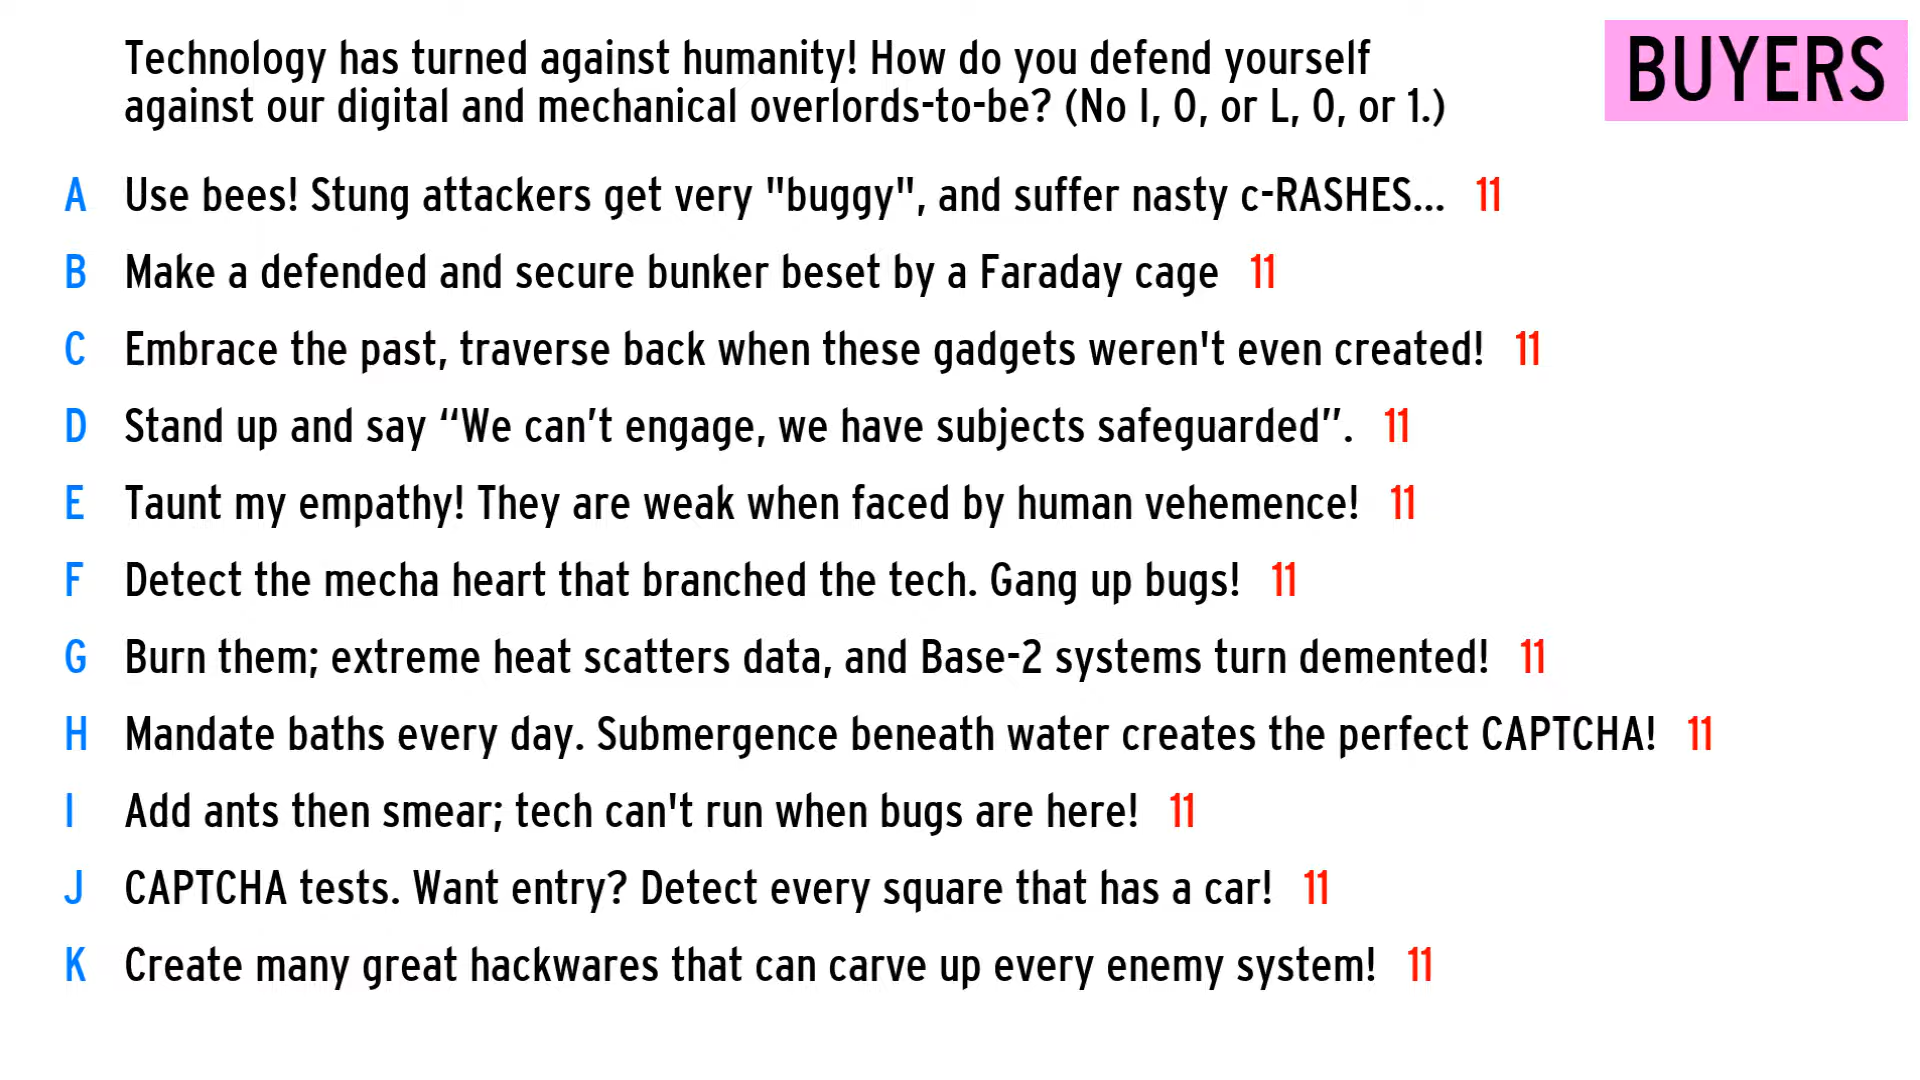 Technology has turned against humanity! How do you defend yourself
against our digital and mechanical overlords-to-be? (No I, O, or L, 0, or 1.)
BUYERS
A Use bees! Stung attackers get very "buggy", and suffer nasty c-RASHES... 11
B Make a defended and secure bunker beset by a Faraday cage 11
C Embrace the past, traverse back when these gadgets weren't even created! 11
D Stand up and say “We can’t engage, we have subjects safeguarded”. 11
E Taunt my empathy! They are weak when faced by human vehemence! 11
F Detect the mecha heart that branched the tech. Gang up bugs! 11
G Burn them; extreme heat scatters data, and Base-2 systems turn demented! 11
H Mandate baths every day. Submergence beneath water creates the perfect CAPTCHA! 11
I Add ants then smear; tech can't run when bugs are here! 11
J CAPTCHA tests. Want entry? Detect every square that has a car! 11
K Create many great hackwares that can carve up every enemy system! 11